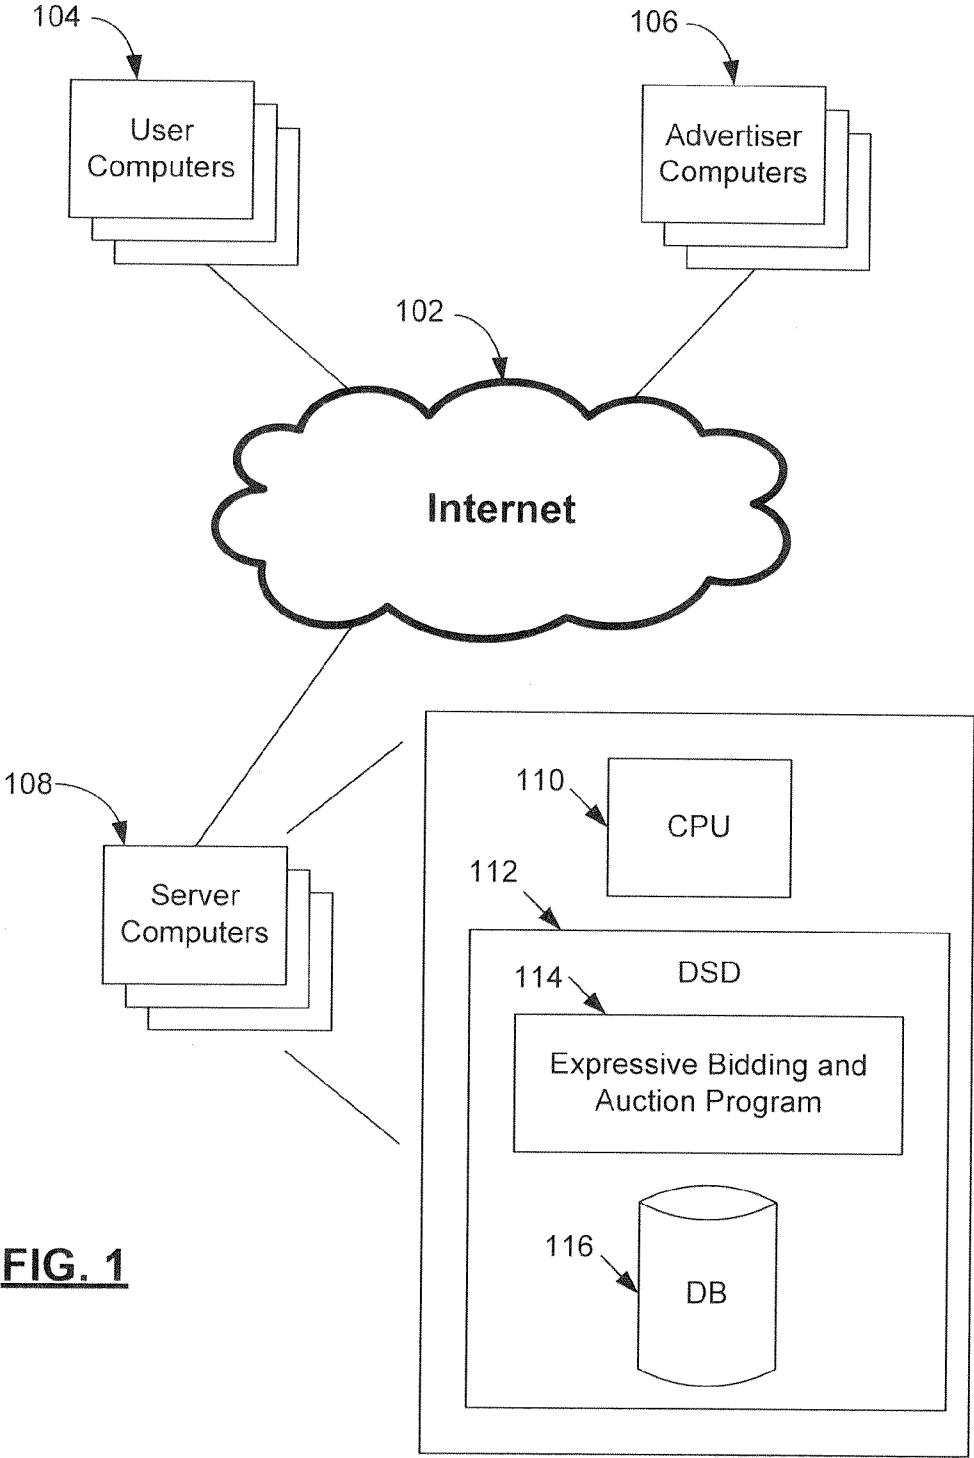 104
106
User
Computers
Advertiser
Computers
102
Internet
108
110
CPU
Server
Computers
112
DSD
114
Expressive Bidding and
Auction Program
116
DB
FIG. 1